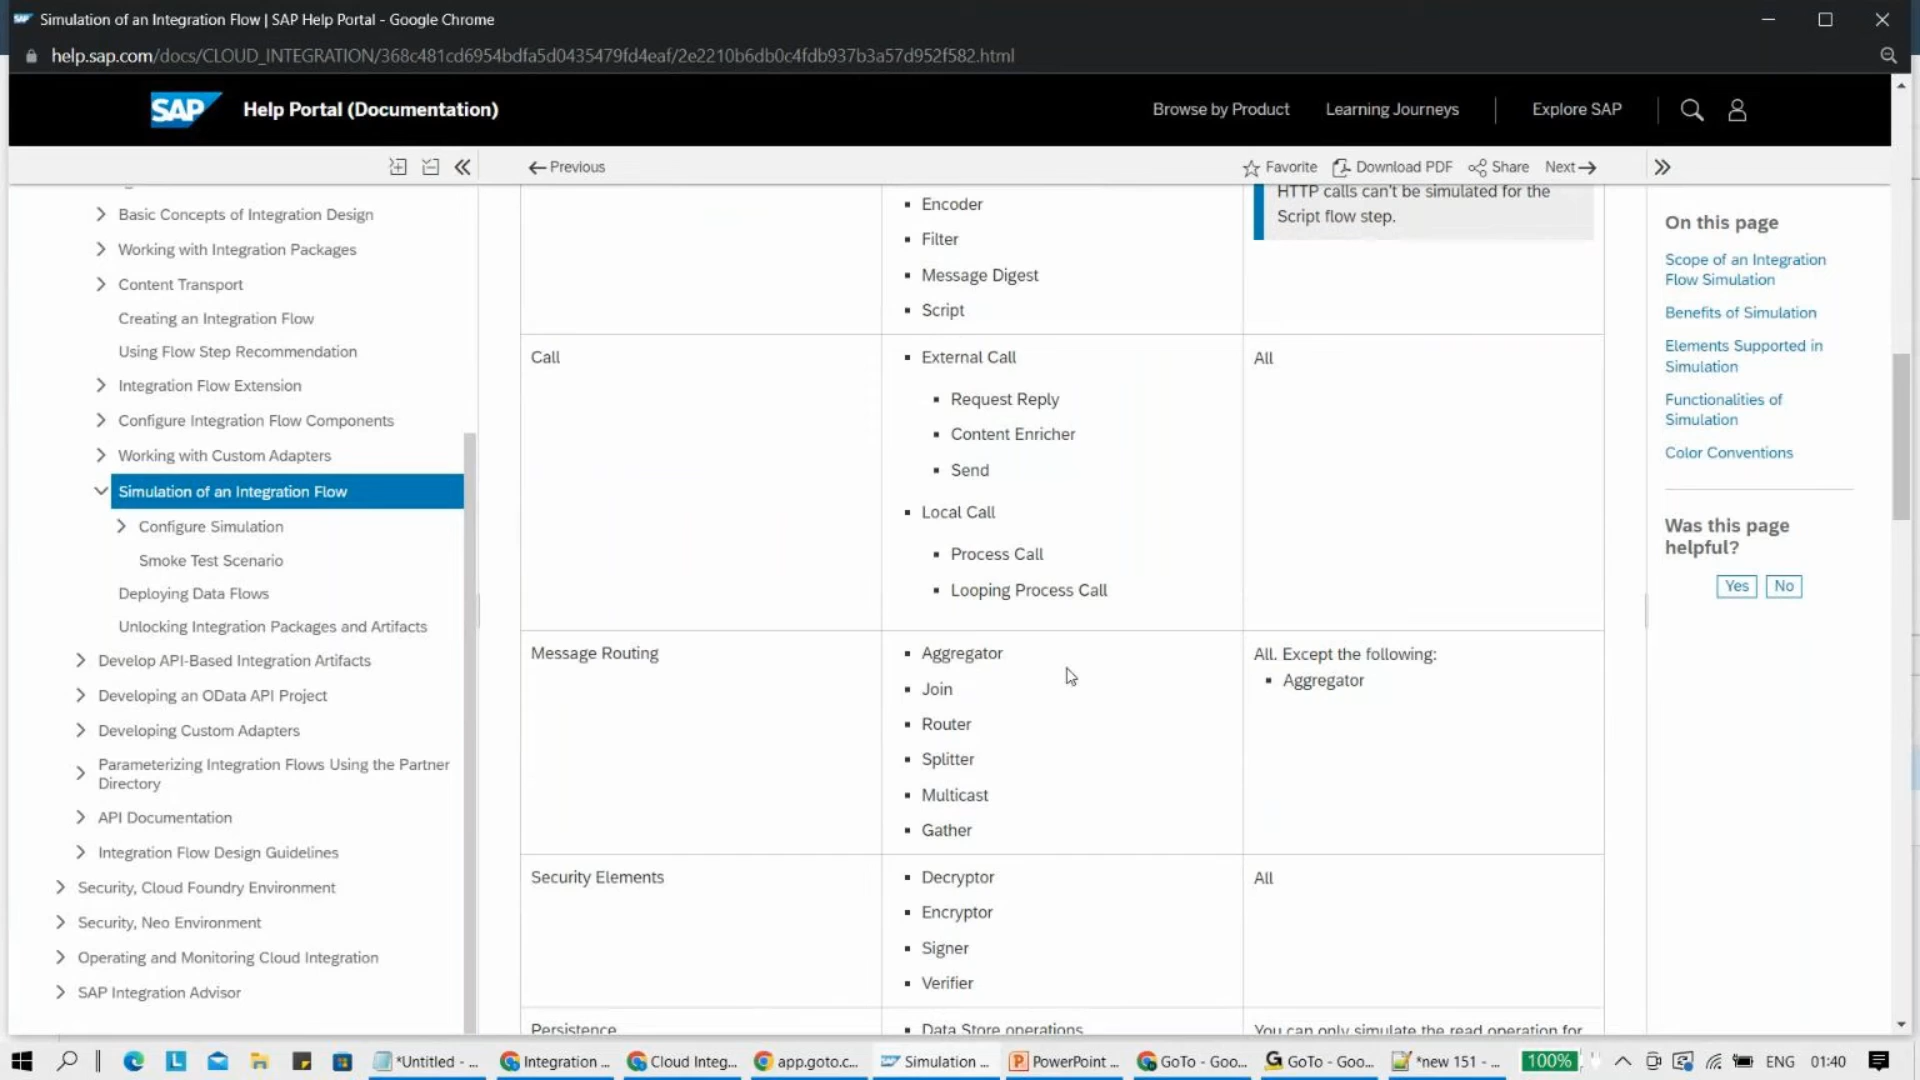 Simulation of an Integration Flow | SAP Help Portal - Google Chrome
help.sap.com/docs/CLOUD_INTEGRATION/368c481cd6954bdfa5d0435479fd4eaf/2e2210b6db0c4fdb937b3a57d952f582.html
SAP Help Portal (Documentation)
Browse by Product
Learning Journeys
Explore SAP
Previous
Favorite
Download PDF
Share
Next
Basic Concepts of Integration Design
Working with Integration Packages
Content Transport
Creating an Integration Flow
Using Flow Step Recommendation
Integration Flow Extension
Configure Integration Flow Components
Working with Custom Adapters
Simulation of an Integration Flow
Configure Simulation
Smoke Test Scenario
Deploying Data Flows
Unlocking Integration Packages and Artifacts
Develop API-Based Integration Artifacts
Developing an OData API Project
Developing Custom Adapters
Parameterizing Integration Flows Using the Partner
Directory
API Documentation
Integration Flow Design Guidelines
Security, Cloud Foundry Environment
Security, Neo Environment
Operating and Monitoring Cloud Integration
SAP Integration Advisor
Encoder
Filter
Message Digest
Script
HTTP calls can't be simulated for the
Script flow step.
Call
External Call
Request Reply
Content Enricher
Send
Local Call
Process Call
Looping Process Call
All
Message Routing
Aggregator
Join
Router
Splitter
Multicast
Gather
All. Except the following:
Aggregator
Security Elements
Decryptor
Encryptor
Signer
Verifier
All
Persistence
Data Store operations
You can only simulate the read operation for
On this page
Scope of an Integration
Flow Simulation
Benefits of Simulation
Elements Supported in
Simulation
Functionalities of
Simulation
Color Conventions
Was this page
helpful?
Yes
No
*Untitled - ...
Integration ...
Cloud Integ...
app.goto.c...
Simulation ...
PowerPoint ...
GoTo - Goo...
GoTo - Goo...
*new 151 - ...
100%
ENG
01:40